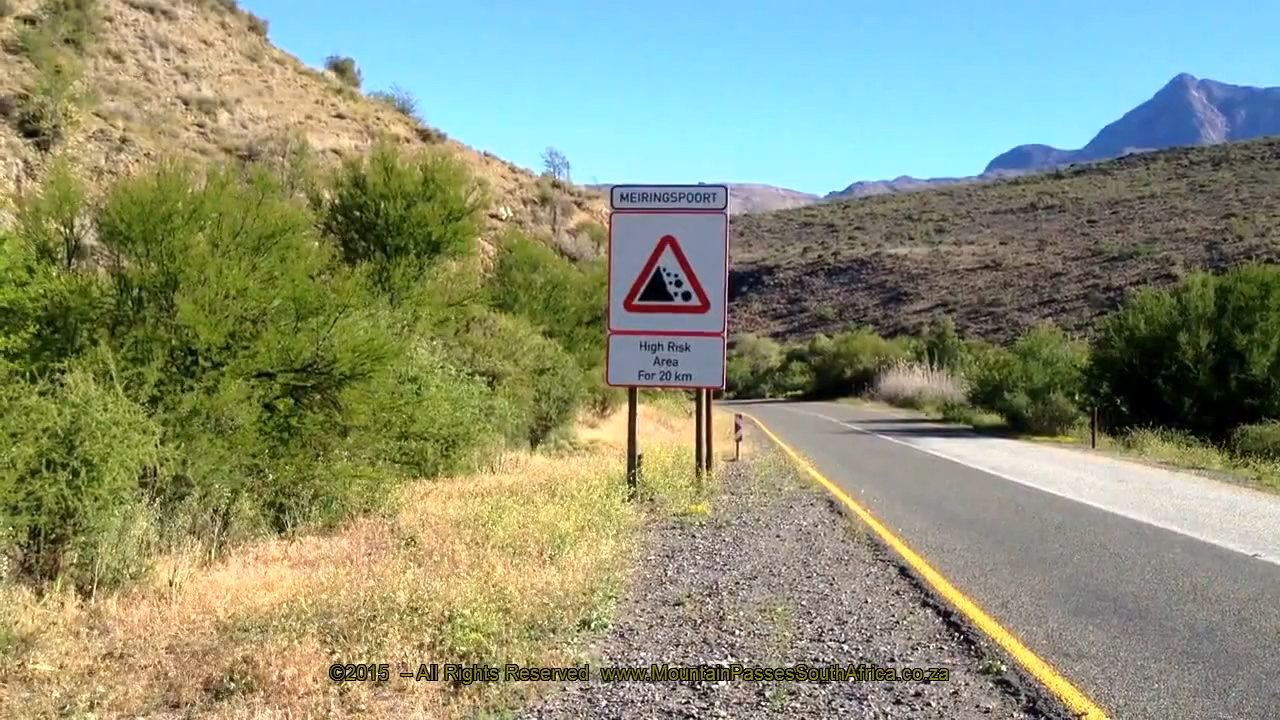 MEIRINGSPOORT
High Risk
Area
For 20 km
©2015 – All Rights Reserved www.MountainPassesSouthAfrica.co.za